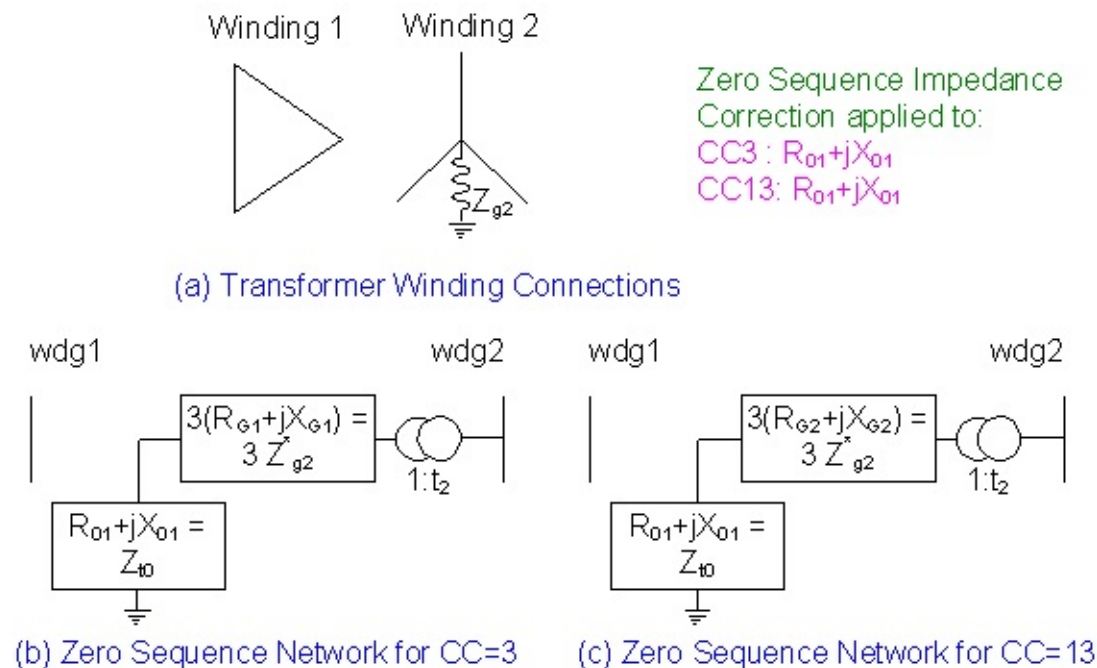 Winding 1
Winding 2
Zg2
Zero Sequence Impedance
Correction applied to:
CC3 : R01+jX01
CC13: R01+jX01
(a) Transformer Winding Connections
wdg1
wdg2
3(RG1+jXG1) =
3 Z*g2
1:t2
R01+jX01 =
Zt0
(b) Zero Sequence Network for CC=3
wdg1
wdg2
3(RG2+jXG2) =
3 Z*g2
1:t2
R01+jX01 =
Zt0
(c) Zero Sequence Network for CC=13